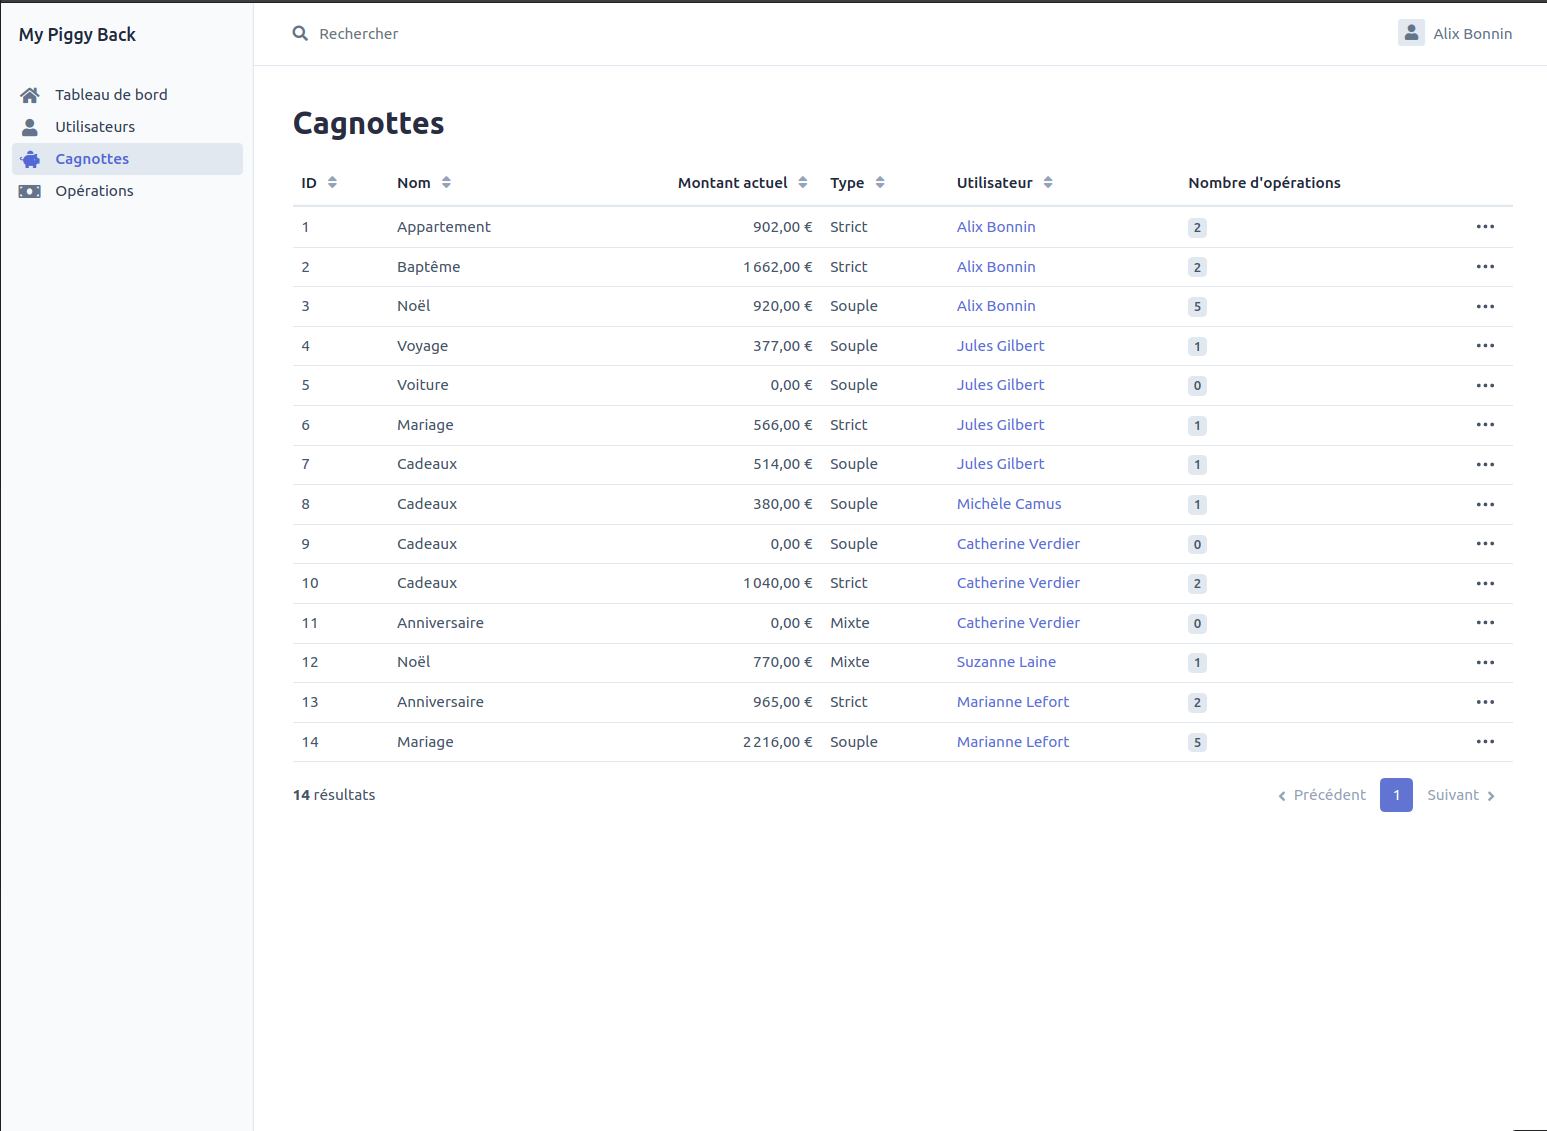 My Piggy Back
Rechercher
Alix Bonnin
Tableau de bord
Utilisateurs
Cagnottes
Opérations
Cagnottes
ID Nom Montant actuel Type Utilisateur Nombre d'opérations
1 Appartement 902,00 € Strict Alix Bonnin 2
2 Baptême 1 662,00 € Strict Alix Bonnin 2
3 Noël 920,00 € Souple Alix Bonnin 5
4 Voyage 377,00 € Souple Jules Gilbert 1
5 Voiture 0,00 € Souple Jules Gilbert 0
6 Mariage 566,00 € Strict Jules Gilbert 1
7 Cadeaux 514,00 € Souple Jules Gilbert 1
8 Cadeaux 380,00 € Souple Michèle Camus 1
9 Cadeaux 0,00 € Souple Catherine Verdier 0
10 Cadeaux 1 040,00 € Strict Catherine Verdier 2
11 Anniversaire 0,00 € Mixte Catherine Verdier 0
12 Noël 770,00 € Mixte Suzanne Laine 1
13 Anniversaire 965,00 € Strict Marianne Lefort 2
14 Mariage 2 216,00 € Souple Marianne Lefort 5
14 résultats
Précédent 1 Suivant